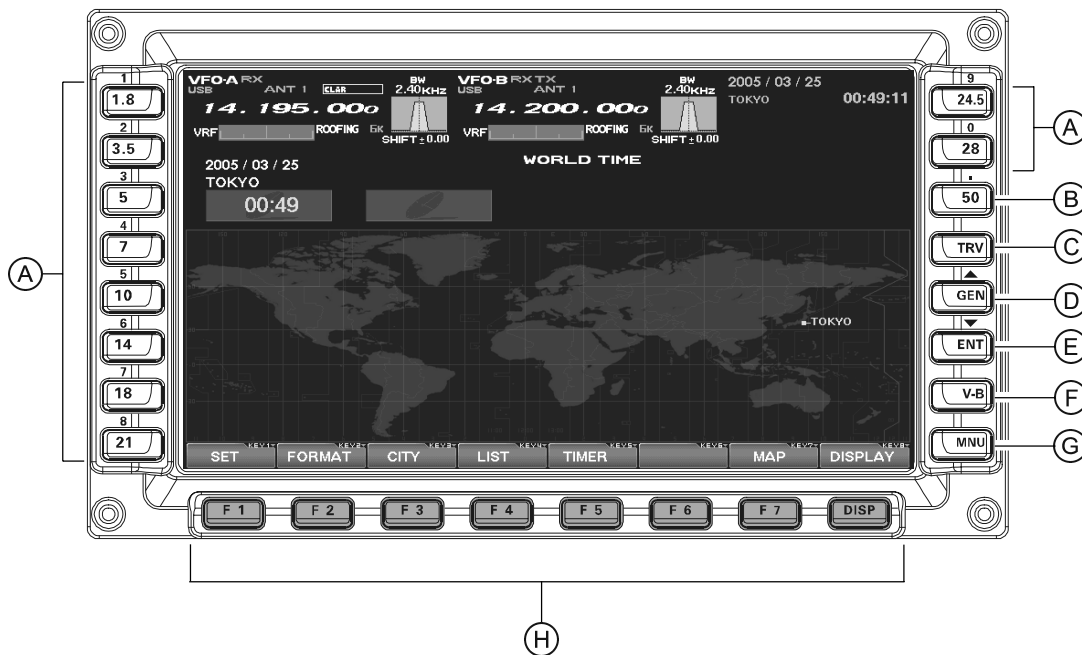 1
1.8
2
3.5
3
5
4
7
5
10
6
14
7
18
8
21
A
VFO-A RX
USB ANT 1 CLAR
BW
2.40KHz
14. 195. 00o
VRF ROOFING 6K
SHIFT ± 0.00
VFO-B RX TX
USB ANT 1
BW
2.40KHz
14. 200. 00o
VRF ROOFING 6K
SHIFT ± 0.00
2005 / 03 / 25
TOKYO 00:49:11
WORLD TIME
2005 / 03 / 25
TOKYO
00:49
TOKYO
KEY1 KEY2 KEY3 KEY4 KEY5 KEY6 KEY7 KEY8
SET FORMAT CITY LIST TIMER MAP DISPLAY
9
24.5
0
28
A
.
50 B
TRV C
▲
GEN D
▼
ENT E
V-B F
MNU G
F 1 F 2 F 3 F 4 F 5 F 6 F 7 DISP
H